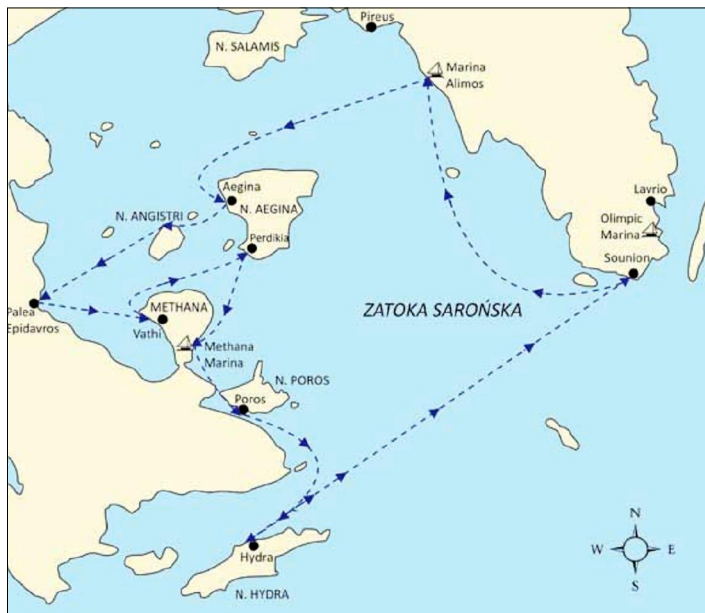 Pireus
N. SALAMIS
Marina
Alimos
Aegina
Lavrio
N. ANGISTRI
N. AEGINA
Olimpic
Marina
Perdikia
Sounion
Palea
Epidavros
METHANA
Vathi
ZATOKA SAROŃSKA
Methana
Marina
N. POROS
Poros
N
W
E
S
Hydra
N. HYDRA